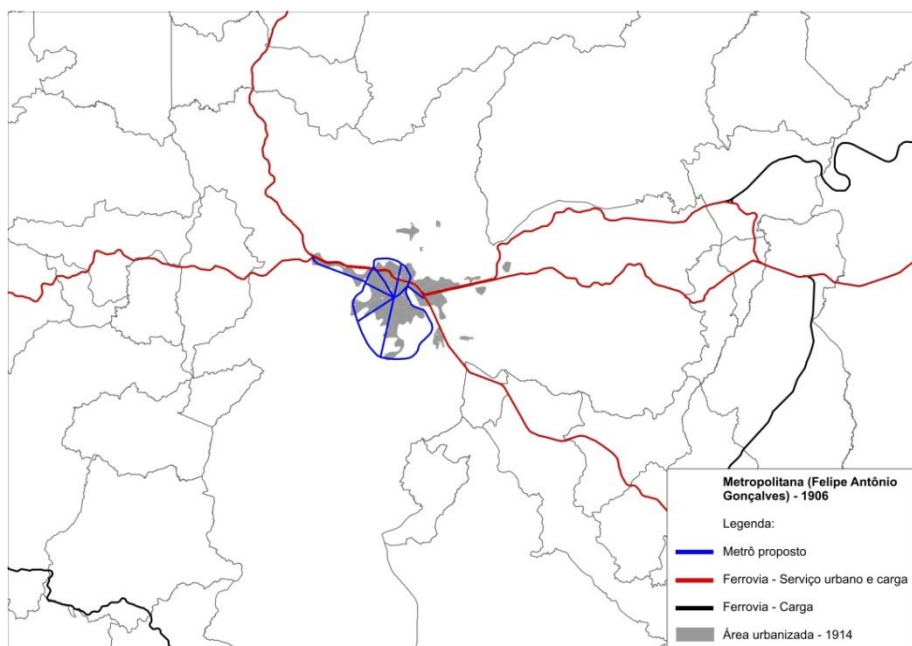 Metropolitana (Felipe Antônio
Gonçalves) - 1906
Legenda:
Metrô proposto
Ferrovia - Serviço urbano e carga
Ferrovia - Carga
Área urbanizada - 1914